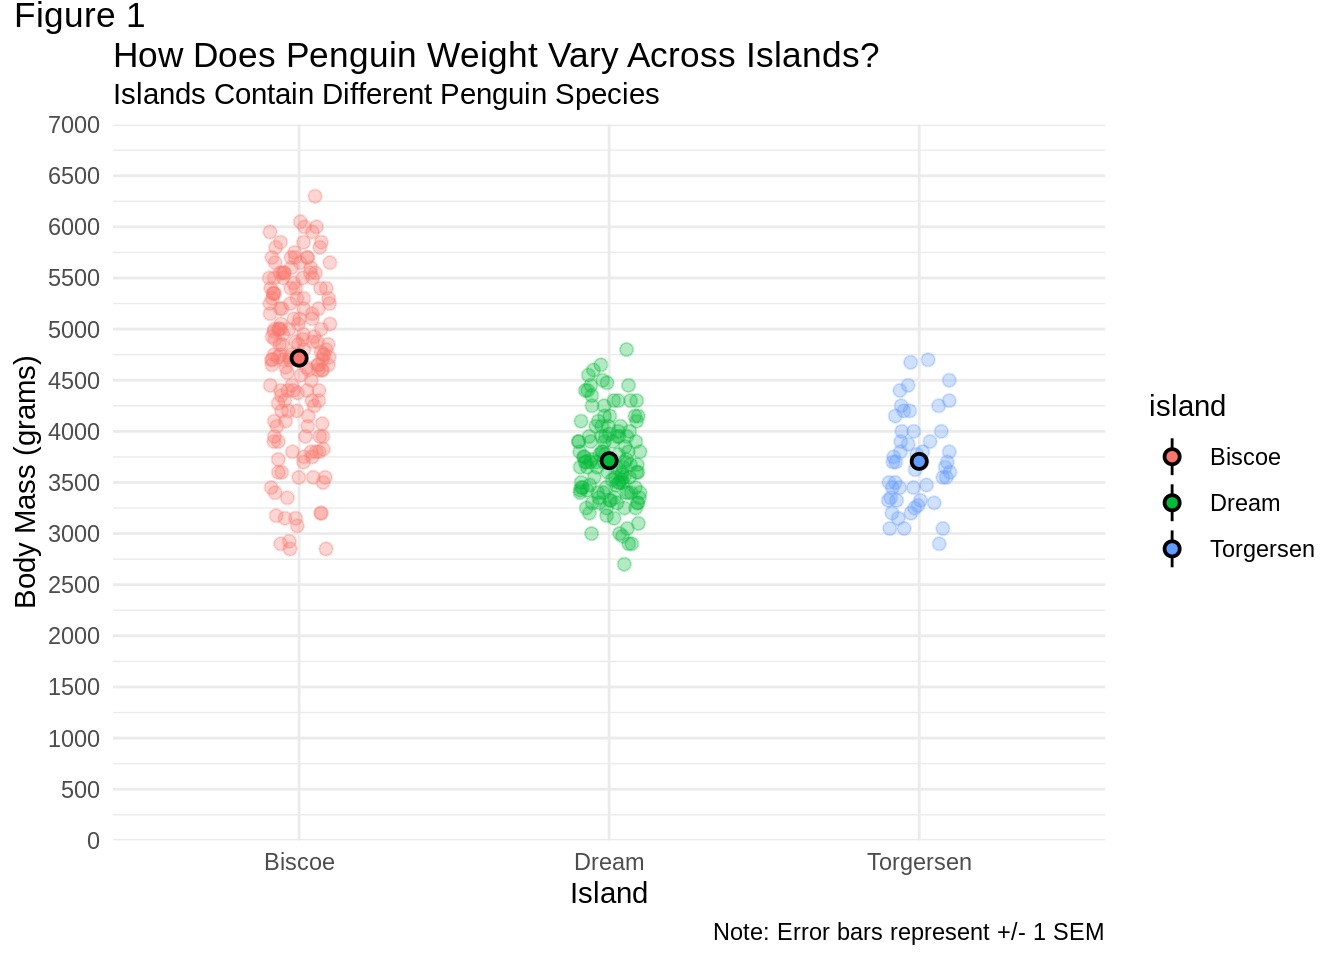 Figure 1
How Does Penguin Weight Vary Across Islands?
Islands Contain Different Penguin Species
7000
6500
6000
5500
5000
4500
4000
3500
3000
2500
2000
1500
1000
500
0
Body Mass (grams)
Biscoe
Dream
Torgersen
Island
island
Biscoe
Dream
Torgersen
Note: Error bars represent +/- 1 SEM